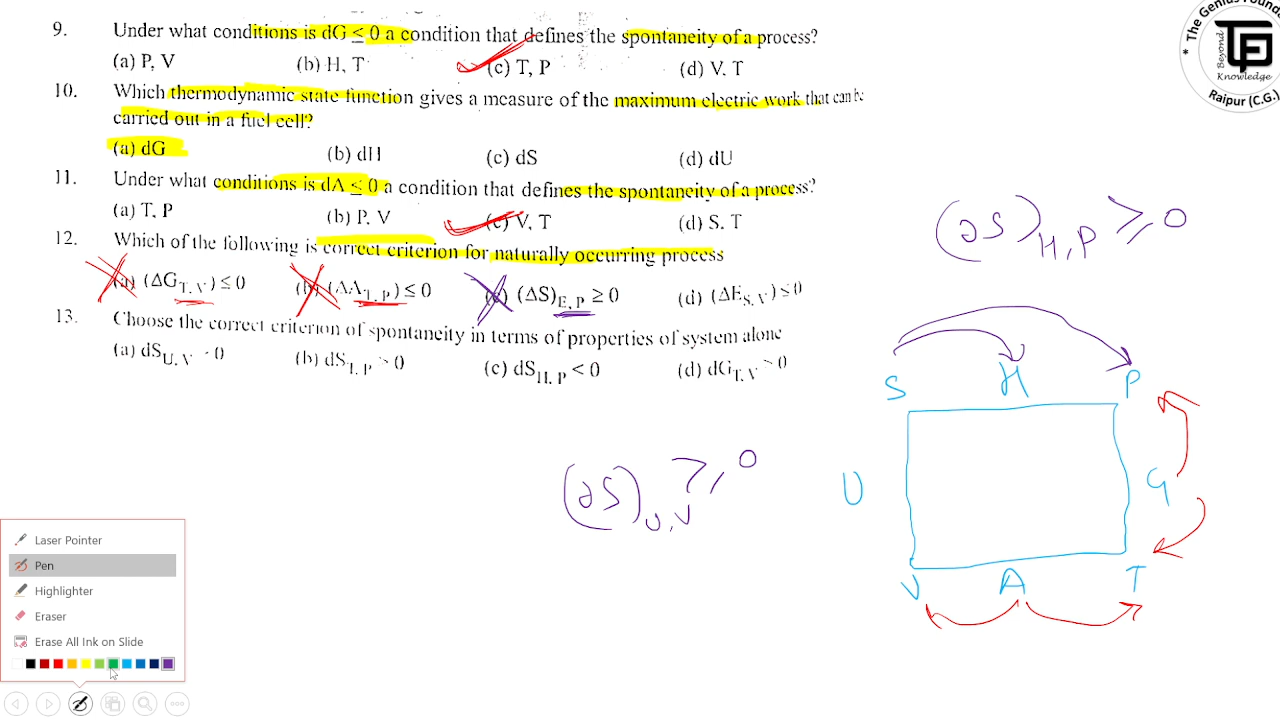 9. Under what conditions is dG ≤ 0 a condition that defines the spontaneity of a process?
(a) P, V (b) H, T (c) T, P (d) V, T
10. Which thermodynamic state function gives a measure of the maximum electric work that can be
carried out in a fuel cell?
(a) dG (b) dH (c) dS (d) dU
11. Under what conditions is dA ≤ 0 a condition that defines the spontaneity of a process?
(a) T, P (b) P, V (c) V, T (d) S, T
12. Which of the following is correct criterion for naturally occurring process
(a) (ΔG_T, V) ≤ 0 (b) (ΔA_T, P) ≤ 0 (c) (ΔS)_E, P ≥ 0 (d) (ΔE_S, V) ≤ 0
13. Choose the correct criterion of spontaneity in terms of properties of system alone
(a) dS_U, V > 0 (b) dS_T, P > 0 (c) dS_H, P < 0 (d) dG_T, V > 0
* The Genius Found
Beyond
Knowledge
Raipur (C.G.)
(∂S)_H,P ≥ 0
S H P
U G
V A T
(∂S)_U,V ≥ 0
Laser Pointer
Pen
Highlighter
Eraser
Erase All Ink on Slide